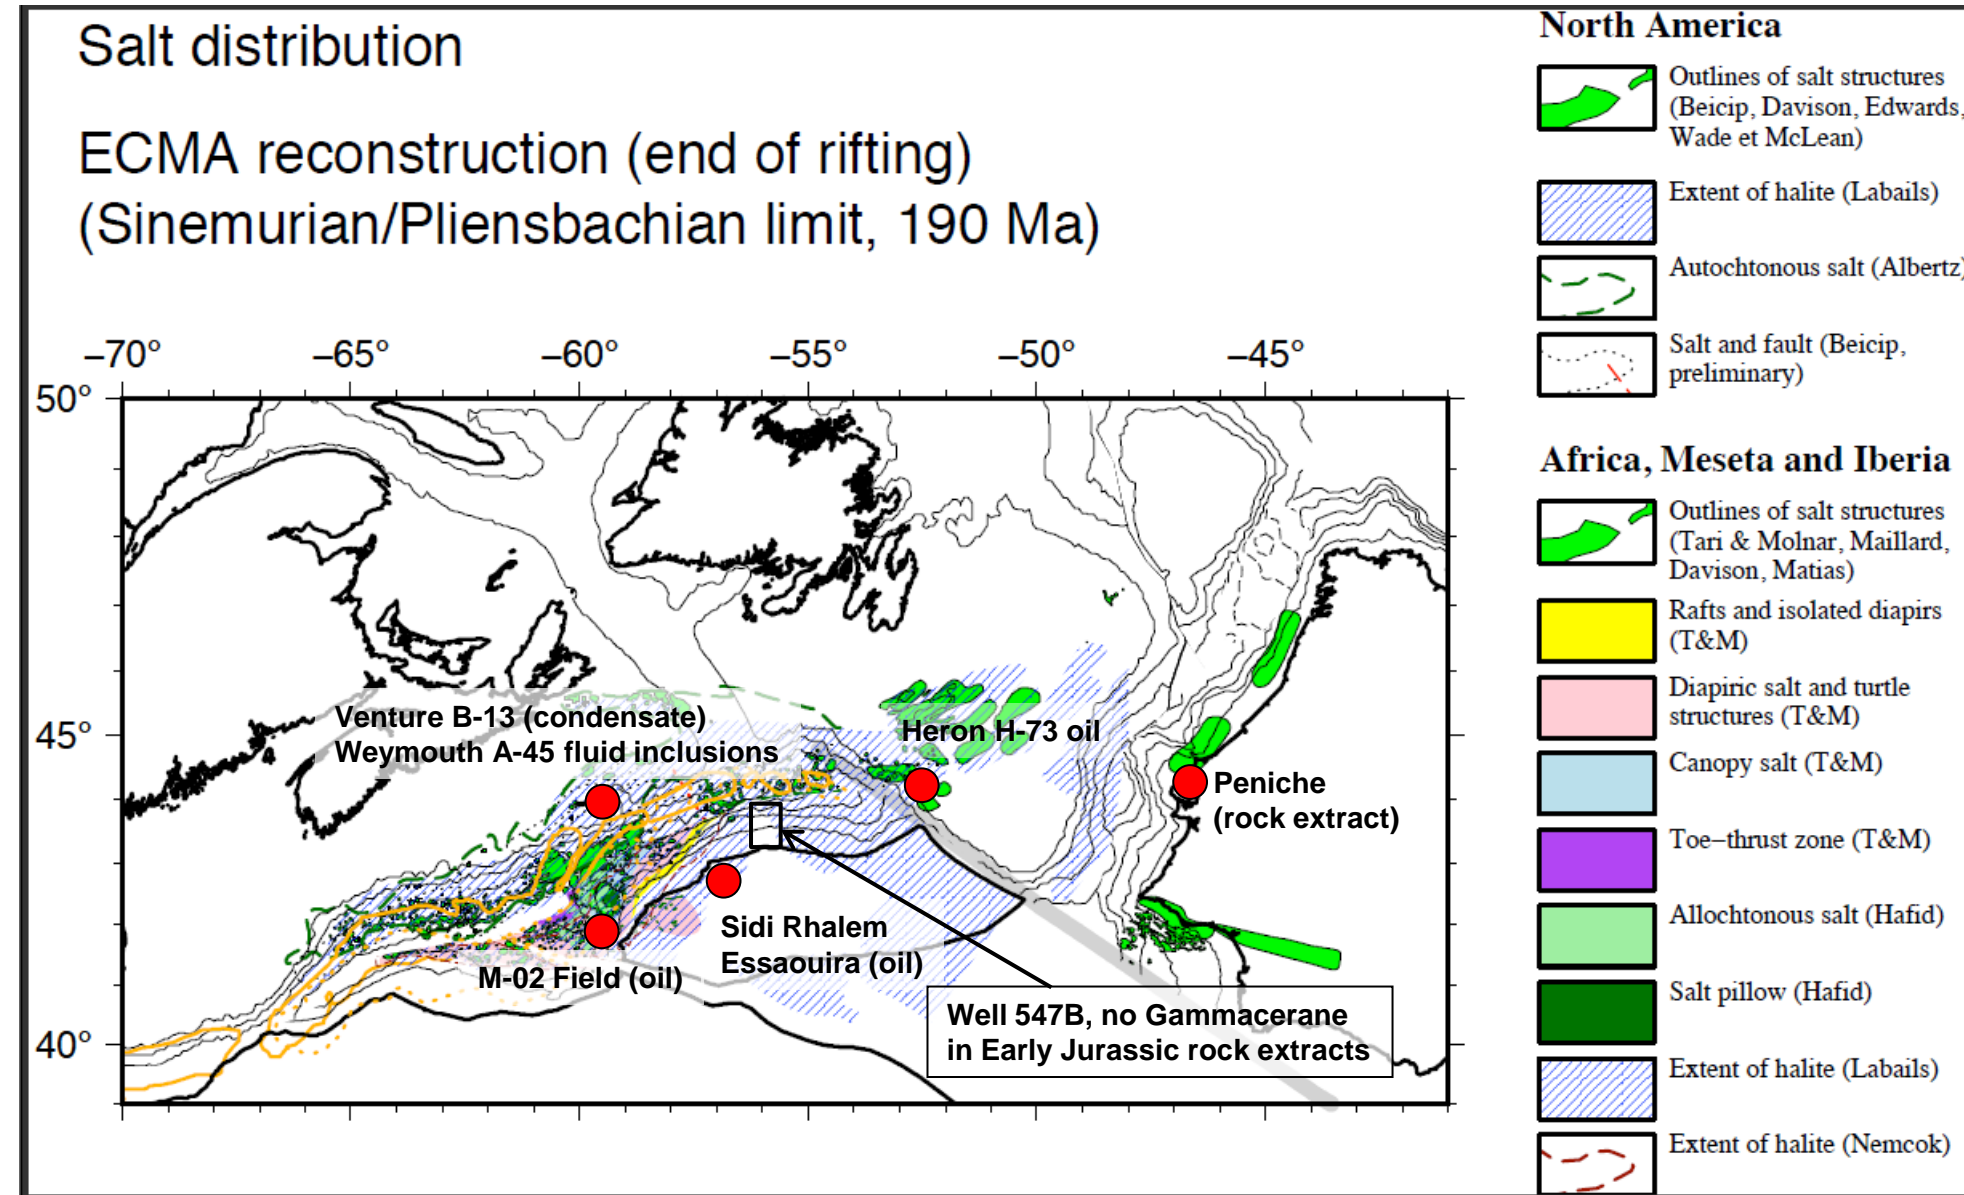 Salt distribution
ECMA reconstruction (end of rifting)
(Sinemurian/Pliensbachian limit, 190 Ma)
−70° −65° −60° −55° −50° −45°
50°
45°
40°
Venture B-13 (condensate)
Weymouth A-45 fluid inclusions
Heron H-73 oil
Peniche
(rock extract)
Sidi Rhalem
Essaouira (oil)
M-02 Field (oil)
Well 547B, no Gammacerane
in Early Jurassic rock extracts
North America
Outlines of salt structures
(Beicip, Davison, Edwards,
Wade et McLean)
Extent of halite (Labails)
Autochtonous salt (Albertz)
Salt and fault (Beicip,
preliminary)
Africa, Meseta and Iberia
Outlines of salt structures
(Tari & Molnar, Maillard,
Davison, Matias)
Rafts and isolated diapirs
(T&M)
Diapiric salt and turtle
structures (T&M)
Canopy salt (T&M)
Toe−thrust zone (T&M)
Allochtonous salt (Hafid)
Salt pillow (Hafid)
Extent of halite (Labails)
Extent of halite (Nemcok)